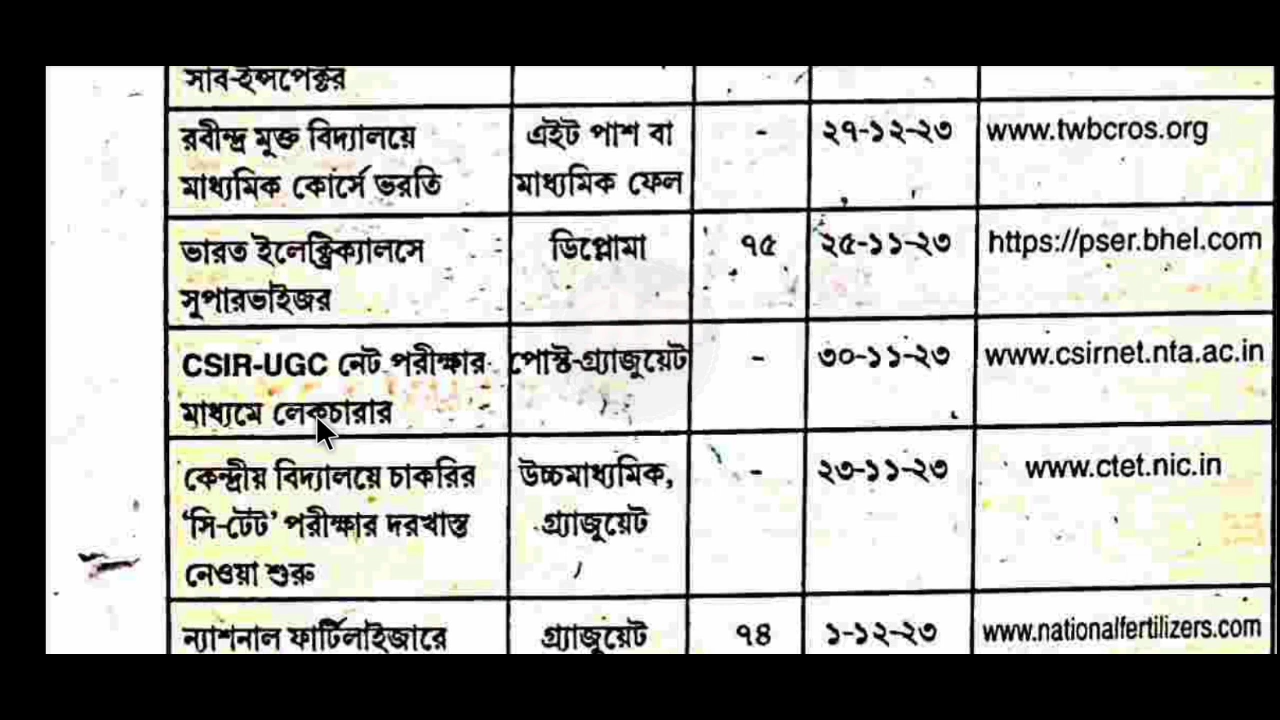 সাব-ইন্সপেক্টর
রবীন্দ্র মুক্ত বিদ্যালয়ে
মাধ্যমিক কোর্সে ভরতি
এইট পাশ বা
মাধ্যমিক ফেল
-
২৭-১২-২৩
www.twbcros.org
ভারত ইলেক্ট্রিক্যালসে
সুপারভাইজর
ডিপ্লোমা
৭৫
২৫-১১-২৩
https://pser.bhel.com
CSIR-UGC নেট পরীক্ষার
মাধ্যমে লেকচারার
পোস্ট-গ্র্যাজুয়েট
-
৩০-১১-২৩
www.csirnet.nta.ac.in
কেন্দ্রীয় বিদ্যালয়ে চাকরির
‘সি-টেট’ পরীক্ষার দরখাস্ত
নেওয়া শুরু
উচ্চমাধ্যমিক,
গ্র্যাজুয়েট
-
২৩-১১-২৩
www.ctet.nic.in
ন্যাশনাল ফার্টিলাইজারে
গ্র্যাজুয়েট
৭৪
১-১২-২৩
www.nationalfertilizers.com